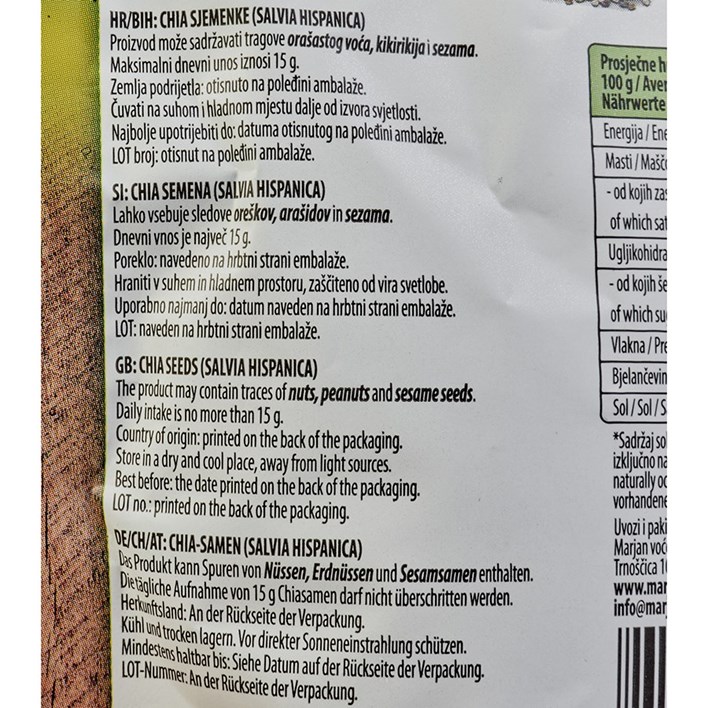 HR/BIH: CHIA SJEMENKE (SALVIA HISPANICA)
Proizvod može sadržavati tragove orašastog voća, kikirikija i sezama.
Maksimalni dnevni unos iznosi 15 g.
Zemlja podrijetla: otisnuto na poleđini ambalaže.
Čuvati na suhom i hladnom mjestu dalje od izvora svjetlosti.
Najbolje upotrijebiti do: datuma otisnutog na poleđini ambalaže.
LOT broj: otisnut na poleđini ambalaže.
SI: CHIA SEMENA (SALVIA HISPANICA)
Lahko vsebuje sledove oreškov, arašidov in sezama.
Dnevni vnos je največ 15 g.
Poreklo: navedeno na hrbtni strani embalaže.
Hraniti v suhem in hladnem prostoru, zaščiteno od vira svetlobe.
Uporabno najmanj do: datum naveden na hrbtni strani embalaže.
LOT: naveden na hrbtni strani embalaže.
GB: CHIA SEEDS (SALVIA HISPANICA)
The product may contain traces of nuts, peanuts and sesame seeds.
Daily intake is no more than 15 g.
Country of origin: printed on the back of the packaging.
Store in a dry and cool place, away from light sources.
Best before: the date printed on the back of the packaging.
LOT no.: printed on the back of the packaging.
DE/CH/AT: CHIA-SAMEN (SALVIA HISPANICA)
Das Produkt kann Spuren von Nüssen, Erdnüssen und Sesamsamen enthalten.
Die tägliche Aufnahme von 15 g Chiasamen darf nicht überschritten werden.
Herkunftsland: An der Rückseite der Verpackung.
Kühl und trocken lagern. Vor direkter Sonneneinstrahlung schützen.
Mindestens haltbar bis: Siehe Datum auf der Rückseite der Verpackung.
LOT-Nummer: An der Rückseite der Verpackung.
Prosječne h
100 g / Aver
Nährwerte
Energija / Ene
Masti / Mašč
- od kojih zas
of which sat
Ugljikohidra
- od kojih še
of which su
Vlakna / Pre
Bjelančevin
Sol / Sol / S
*Sadržaj so
isključno na
naturally oc
vorhandene
Uvozi i paki
Marjan voć
Trnoščica 1
www.mar
info@mar